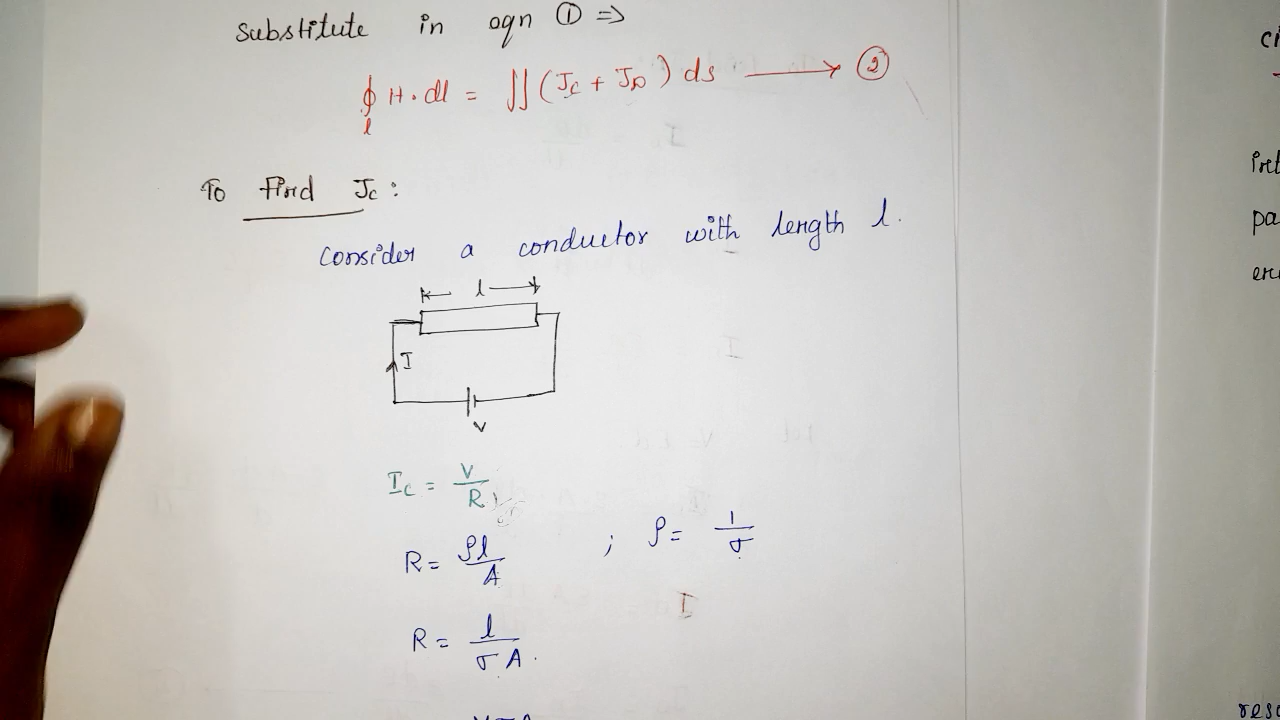 Substitute in oqn ① ⇒
∮l H . dl = ∬ (Jc + JD) ds ⟶ ②
To Find Jc :
Consider a conductor with length l.
l
I
V
Ic = V/R
R = ρl/A ; ρ = 1/σ
R = l/σA .